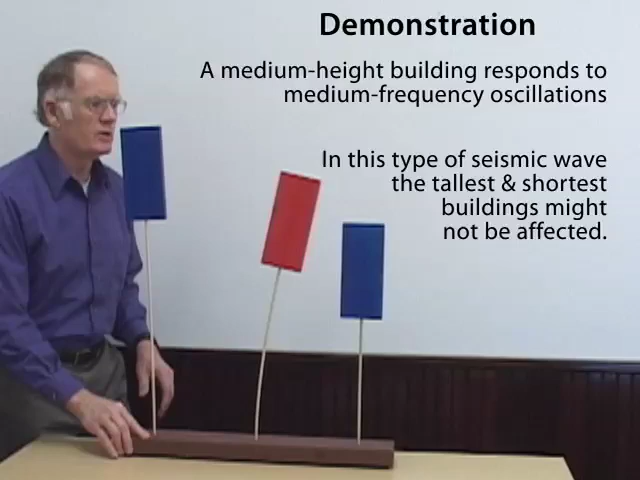 Demonstration
A medium-height building responds to
medium-frequency oscillations
In this type of seismic wave
the tallest & shortest
buildings might
not be affected.